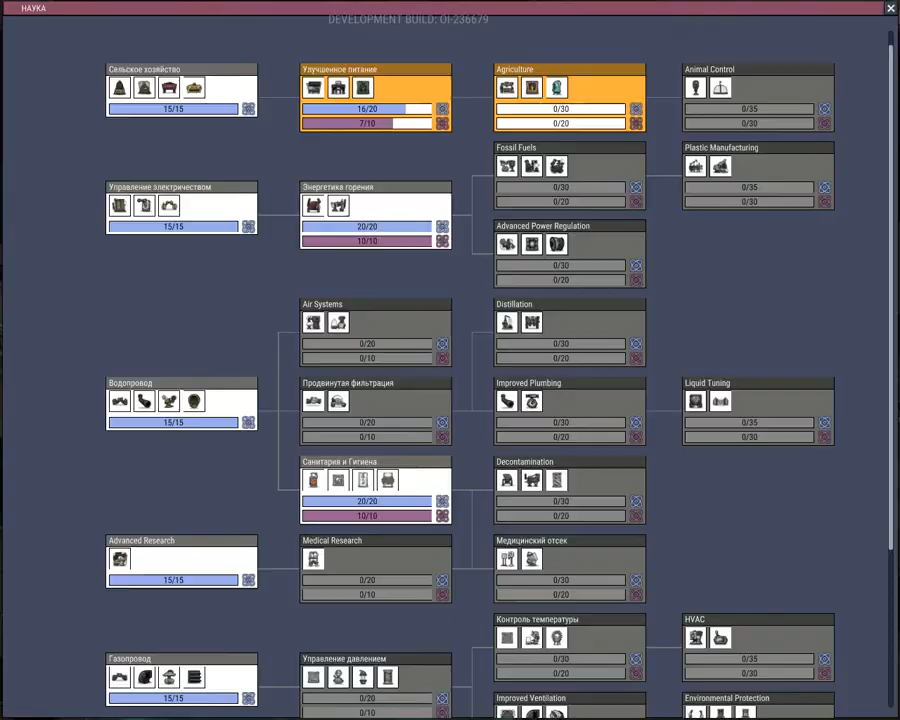 НАУКА
DEVELOPMENT BUILD: OI-236679
Сельское хозяйство
15/15
Улучшенное питание
16/20
7/10
Agriculture
0/30
0/20
Animal Control
0/35
0/30
Fossil Fuels
0/30
0/20
Plastic Manufacturing
0/35
0/30
Управление электричеством
15/15
Энергетика горения
20/20
10/10
Advanced Power Regulation
0/30
0/20
Air Systems
0/20
0/10
Distillation
0/30
0/20
Водопровод
15/15
Продвинутая фильтрация
0/20
0/10
Improved Plumbing
0/30
0/20
Liquid Tuning
0/35
0/30
Санитария и Гигиена
20/20
10/10
Decontamination
0/30
0/20
Advanced Research
15/15
Medical Research
0/20
0/10
Медицинский отсек
0/30
0/20
Контроль температуры
0/30
0/20
HVAC
0/35
0/30
Газопровод
15/15
Управление давлением
0/20
0/10
Improved Ventilation
Environmental Protection